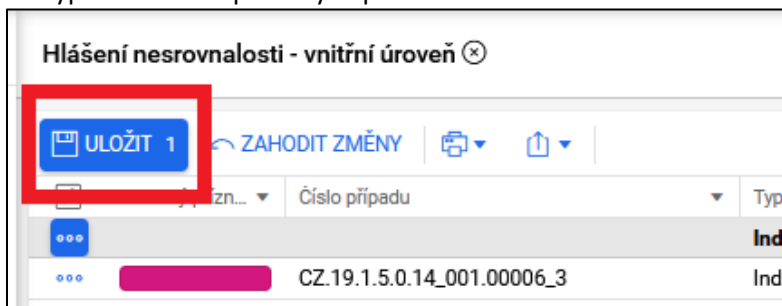 Hlášení nesrovnalosti - vnitřní úroveň
ULOŽIT 1 ZAHODIT ZMĚNY
Číslo případu Typ
Ind
CZ.19.1.5.0.14_001.00006_3 Ind